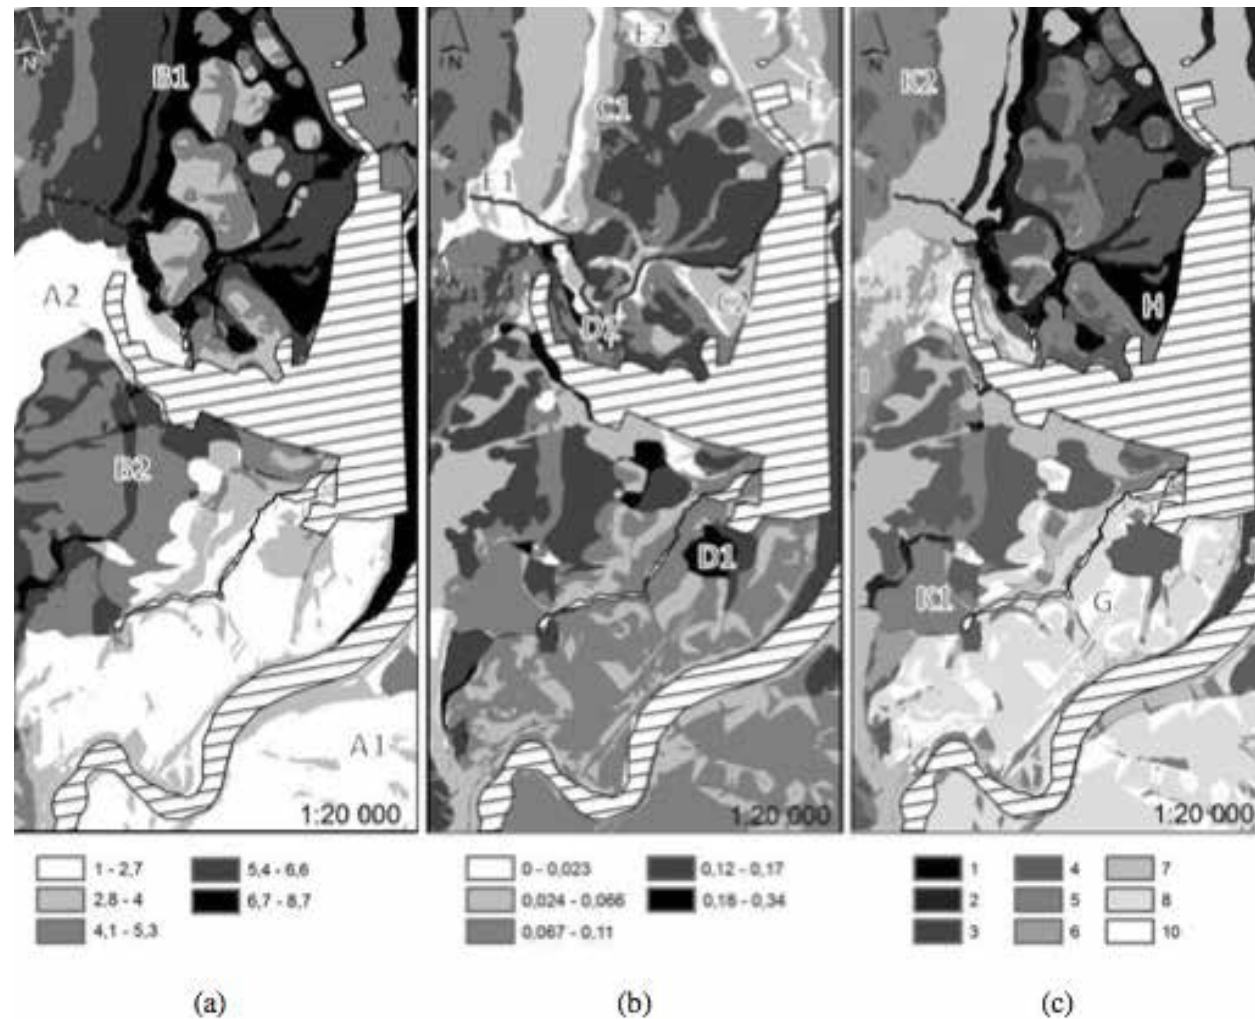 N
B1
A2
B2
A1
1:20 000
N
E2
C1
E1
D1
1:20 000
N
K2
H
I
K1
G
1:20 000
1 - 2,7
2,8 - 4
4,1 - 5,3
5,4 - 6,6
6,7 - 8,7
0 - 0,023
0,024 - 0,066
0,067 - 0,11
0,12 - 0,17
0,18 - 0,34
1
2
3
4
5
6
7
8
10
(a)
(b)
(c)